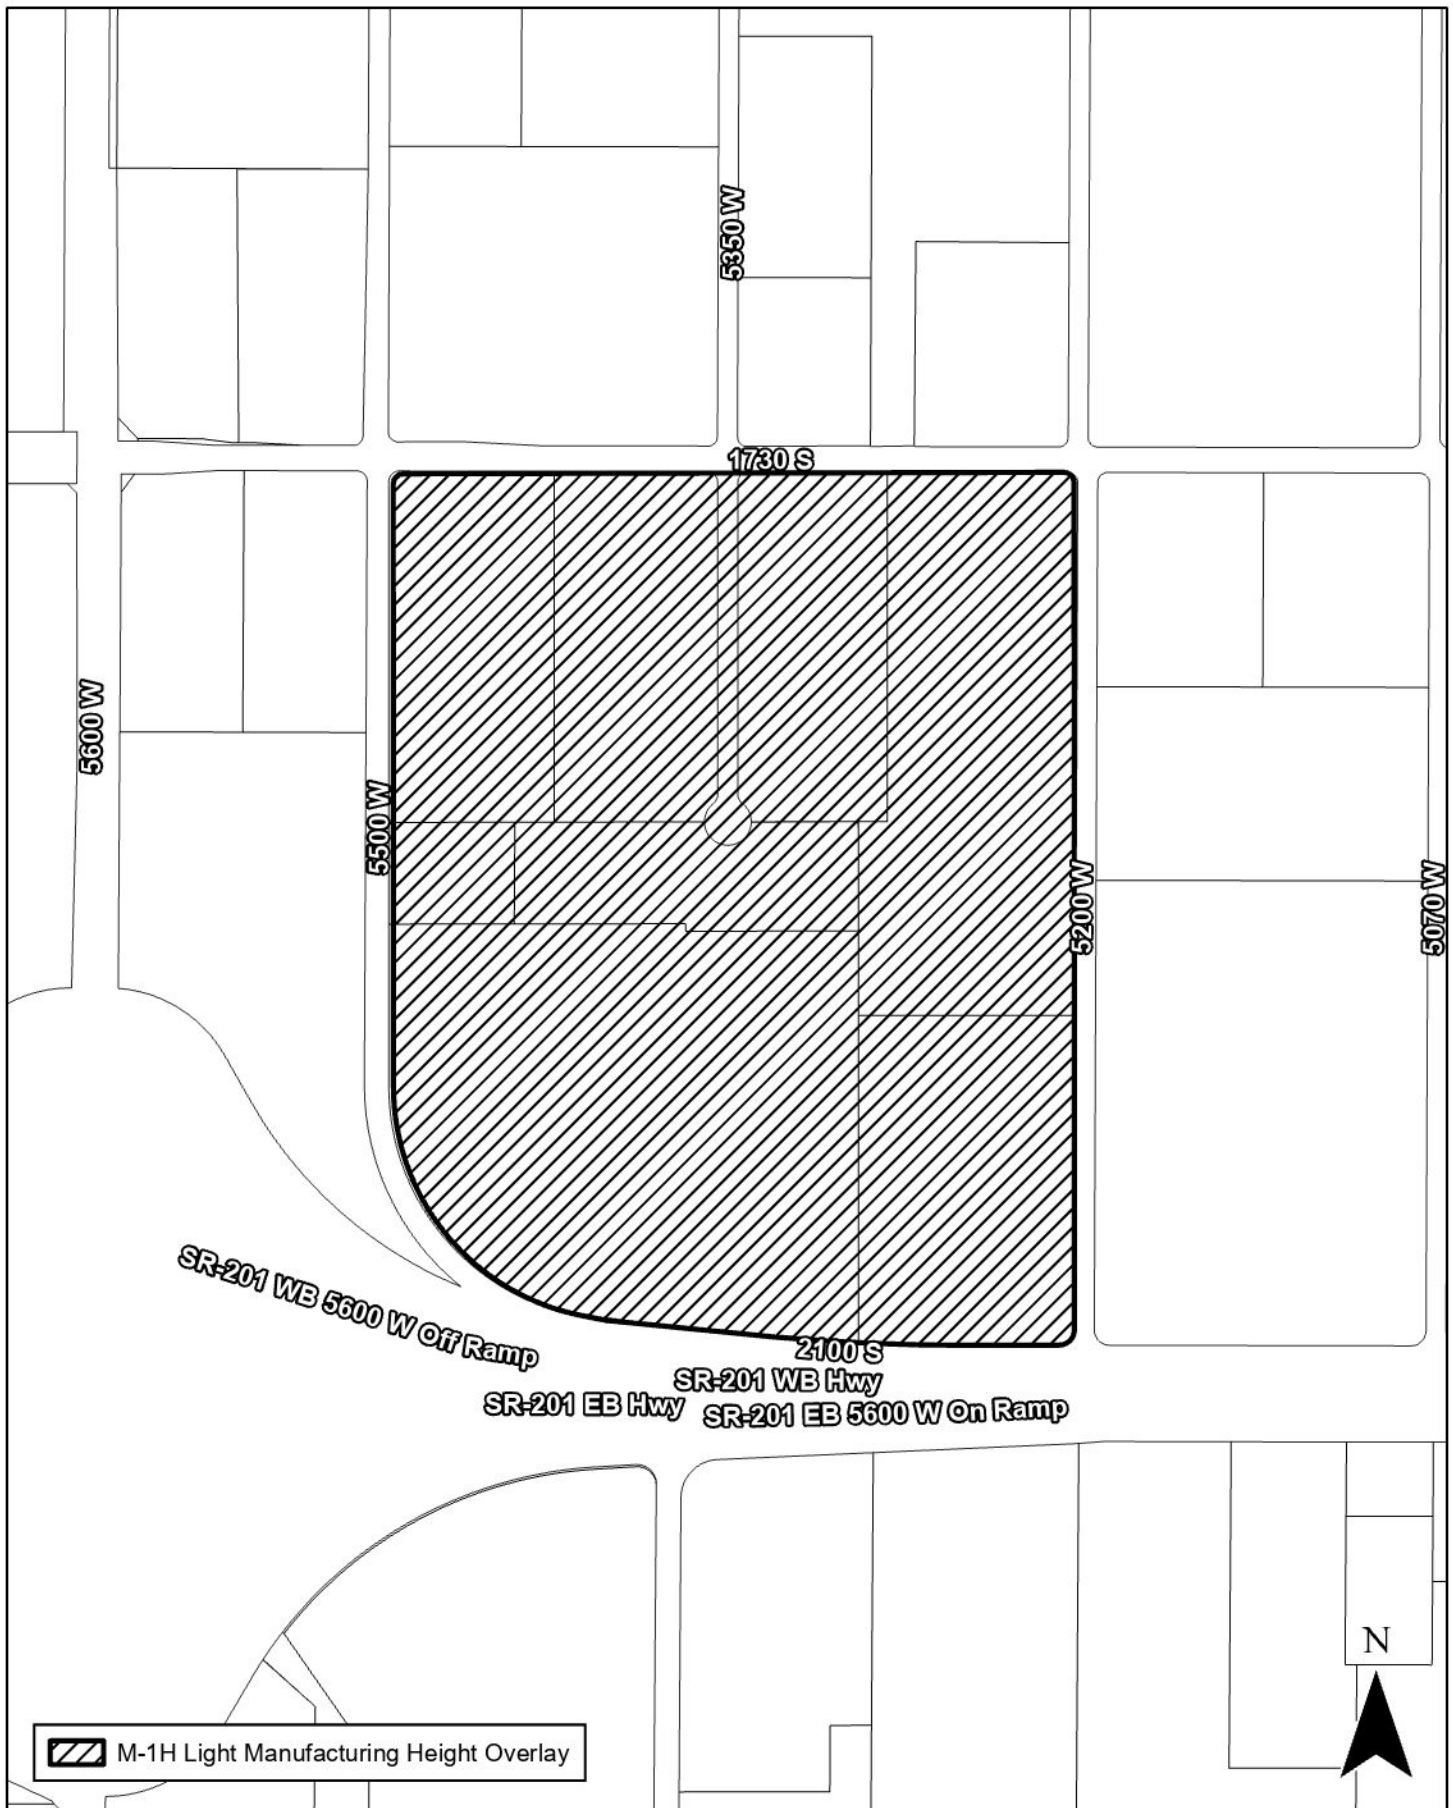 5350 W
1730 S
5600 W
5500 W
5200 W
5070 W
SR-201 WB 5600 W Off Ramp
2100 S
SR-201 WB Hwy
SR-201 EB Hwy
SR-201 EB 5600 W On Ramp
N
M-1H Light Manufacturing Height Overlay